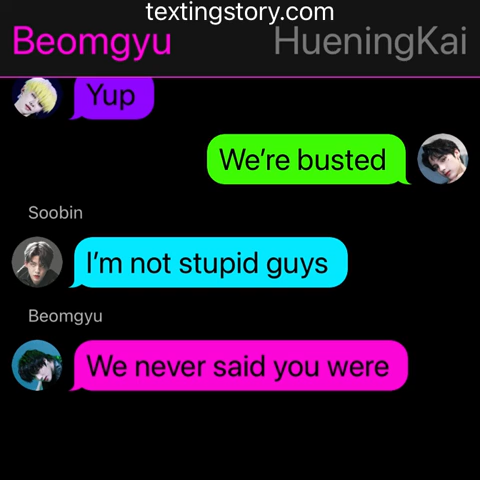 textingstory.com
Beomgyu HueningKai
Yup
We're busted
Soobin
I'm not stupid guys
Beomgyu
We never said you were